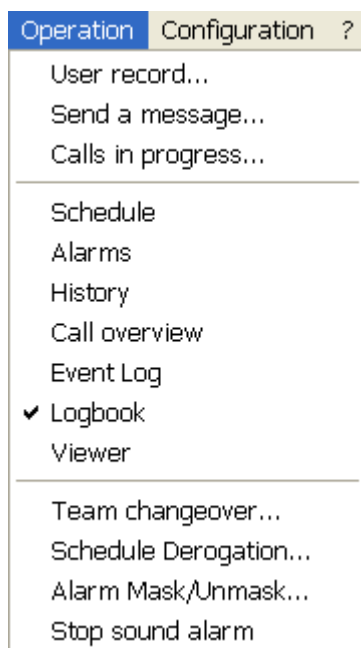 Operation Configuration ?
User record...
Send a message...
Calls in progress...
Schedule
Alarms
History
Call overview
Event Log
✔ Logbook
Viewer
Team changeover...
Schedule Derogation...
Alarm Mask/Unmask...
Stop sound alarm